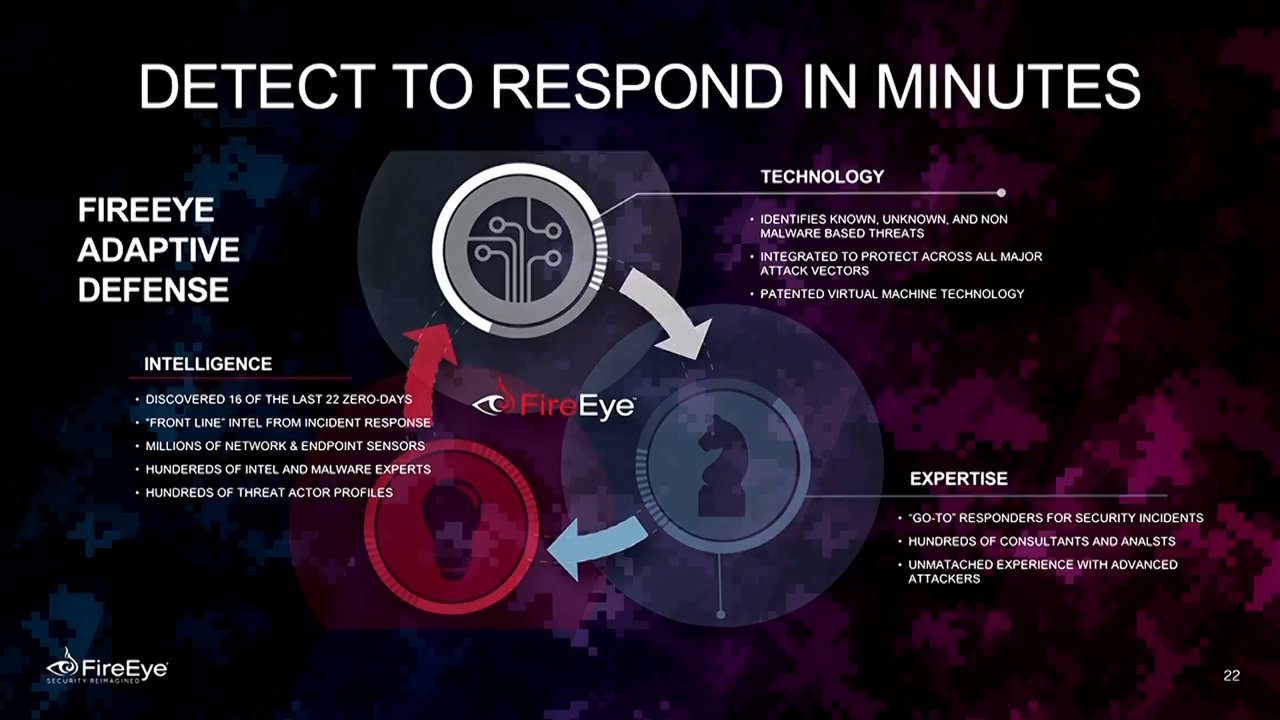 DETECT TO RESPOND IN MINUTES
FIREEYE
ADAPTIVE
DEFENSE
TECHNOLOGY
• IDENTIFIES KNOWN, UNKNOWN, AND NON
MALWARE BASED THREATS
• INTEGRATED TO PROTECT ACROSS ALL MAJOR
ATTACK VECTORS
• PATENTED VIRTUAL MACHINE TECHNOLOGY
INTELLIGENCE
• DISCOVERED 16 OF THE LAST 22 ZERO-DAYS
• “FRONT LINE” INTEL FROM INCIDENT RESPONSE
• MILLIONS OF NETWORK & ENDPOINT SENSORS
• HUNDEREDS OF INTEL AND MALWARE EXPERTS
• HUNDREDS OF THREAT ACTOR PROFILES
FireEye™
EXPERTISE
• “GO-TO” RESPONDERS FOR SECURITY INCIDENTS
• HUNDREDS OF CONSULTANTS AND ANALSTS
• UNMATACHED EXPERIENCE WITH ADVANCED
ATTACKERS
FireEye
SECURITY REIMAGINED
22